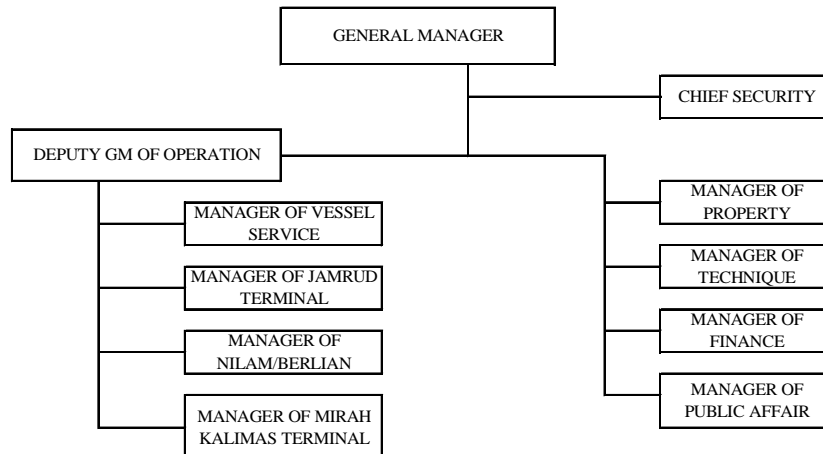 GENERAL MANAGER
CHIEF SECURITY
DEPUTY GM OF OPERATION
MANAGER OF VESSEL
SERVICE
MANAGER OF JAMRUD
TERMINAL
MANAGER OF
NILAM/BERLIAN
MANAGER OF MIRAH
KALIMAS TERMINAL
MANAGER OF
PROPERTY
MANAGER OF
TECHNIQUE
MANAGER OF
FINANCE
MANAGER OF
PUBLIC AFFAIR